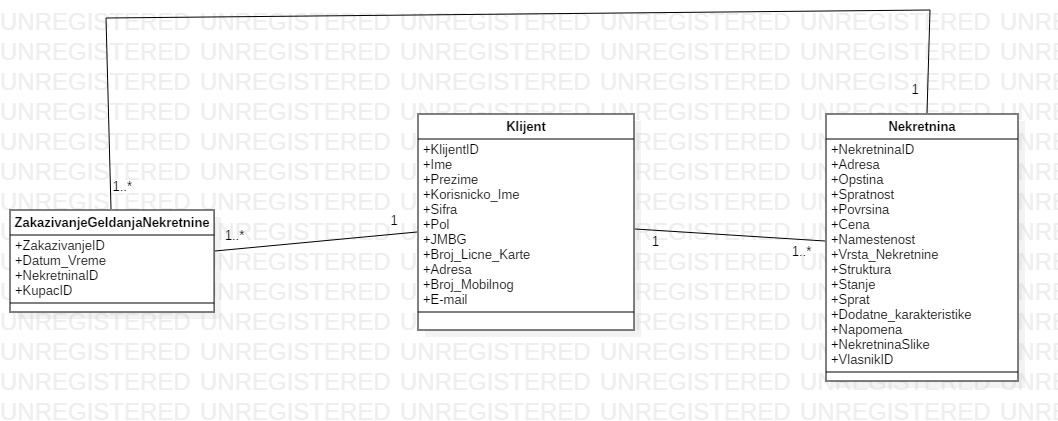 UNREGISTERED UNREGISTERED UNREGISTERED UNREGISTERED UNREGISTERED UN
1
Klijent
+KlijentID
+Ime
+Prezime
+Korisnicko_Ime
+Sifra
+Pol
+JMBG
+Broj_Licne_Karte
+Adresa
+Broj_Mobilnog
+E-mail
Nekretnina
+NekretninaID
+Adresa
+Opstina
+Spratnost
+Povrsina
+Cena
+Namestenost
+Vrsta_Nekretnine
+Struktura
+Stanje
+Sprat
+Dodatne_karakteristike
+Napomena
+NekretninaSlike
+VlasnikID
1..*
ZakazivanjeGeldanjaNekretnine
+ZakazivanjeID
+Datum_Vreme
+NekretninaID
+KupacID
1..*
1
1
1..*